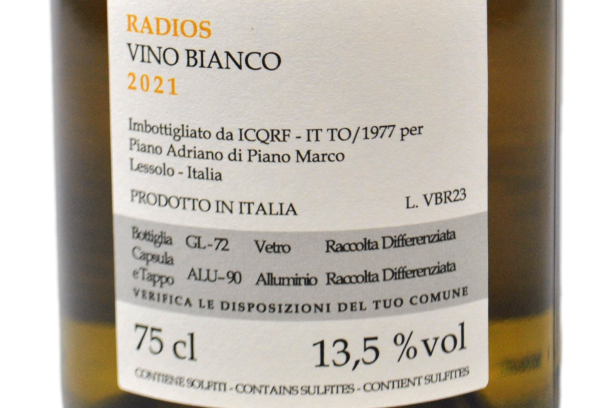 RADIOS
VINO BIANCO
2021
Imbottigliato da ICQRF - IT TO/1977 per
Piano Adriano di Piano Marco
Lessolo - Italia
PRODOTTO IN ITALIA L. VBR23
Bottiglia GL-72 Vetro Raccolta Differenziata
Capsula
e Tappo ALU-90 Alluminio Raccolta Differenziata
VERIFICA LE DISPOSIZIONI DEL TUO COMUNE
75 cl 13,5 %vol
CONTIENE SOLFITI - CONTAINS SULFITES - CONTIENT SULFITES